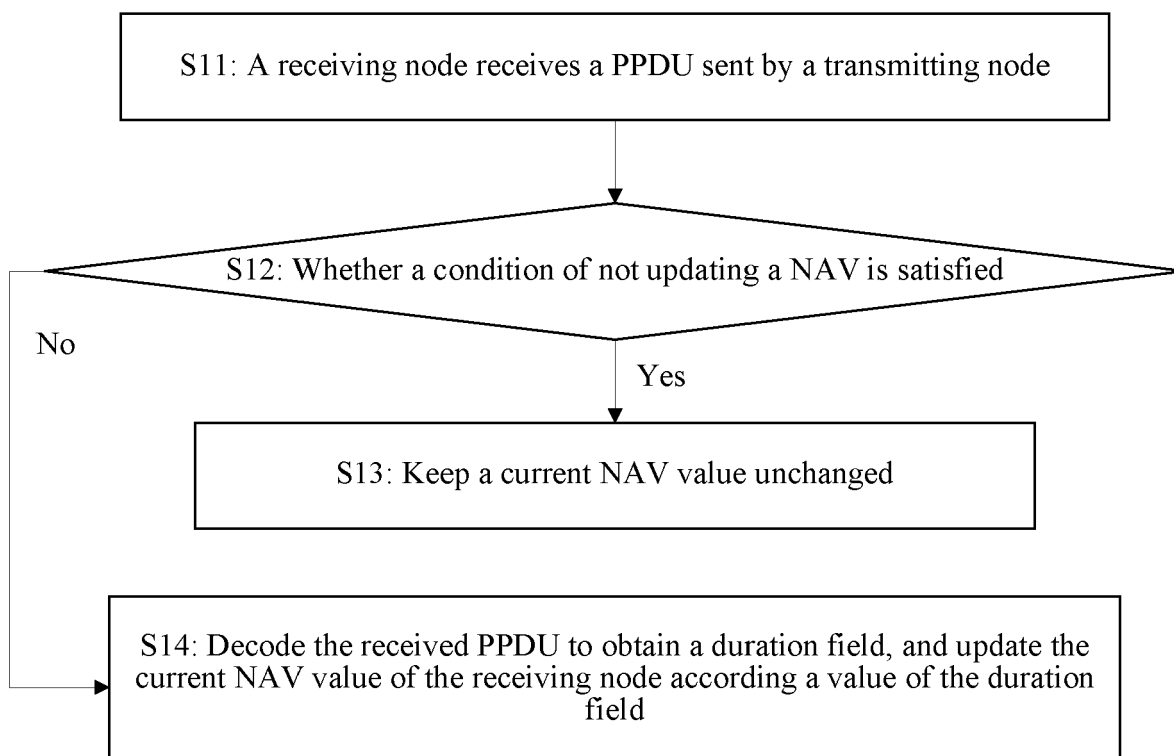 S11: A receiving node receives a PPDU sent by a transmitting node
S12: Whether a condition of not updating a NAV is satisfied
No
Yes
S13: Keep a current NAV value unchanged
S14: Decode the received PPDU to obtain a duration field, and update the
current NAV value of the receiving node according a value of the duration
field